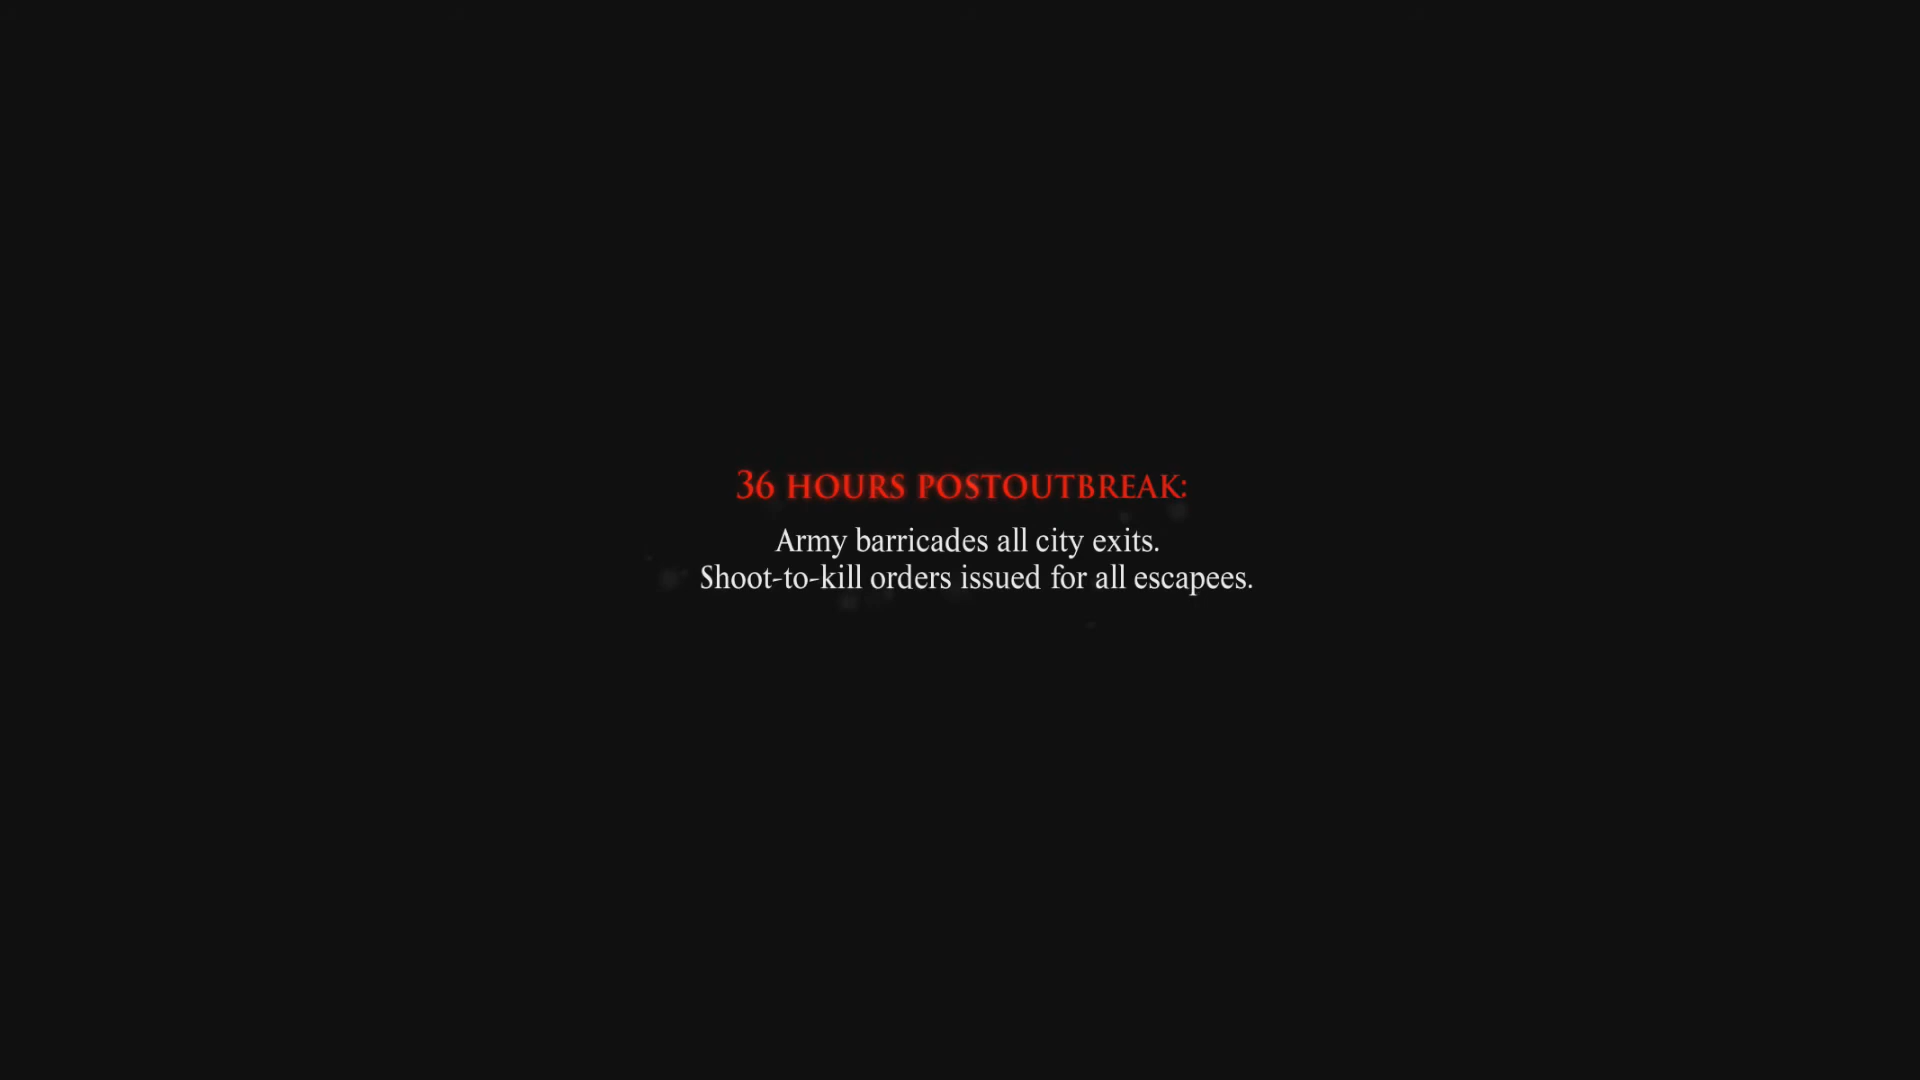 36 HOURS POSTOUTBREAK:
Army barricades all city exits.
Shoot-to-kill orders issued for all escapees.